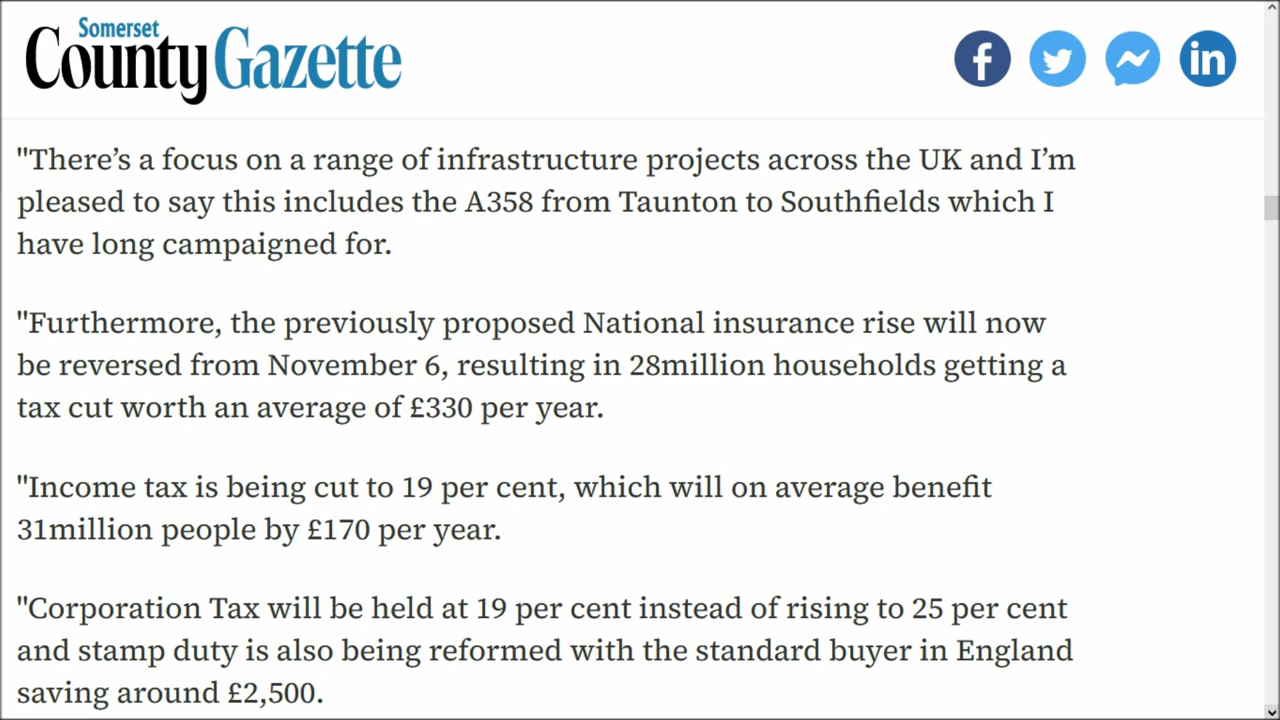 Somerset
County Gazette
"There’s a focus on a range of infrastructure projects across the UK and I’m
pleased to say this includes the A358 from Taunton to Southfields which I
have long campaigned for.
"Furthermore, the previously proposed National insurance rise will now
be reversed from November 6, resulting in 28million households getting a
tax cut worth an average of £330 per year.
"Income tax is being cut to 19 per cent, which will on average benefit
31million people by £170 per year.
"Corporation Tax will be held at 19 per cent instead of rising to 25 per cent
and stamp duty is also being reformed with the standard buyer in England
saving around £2,500.